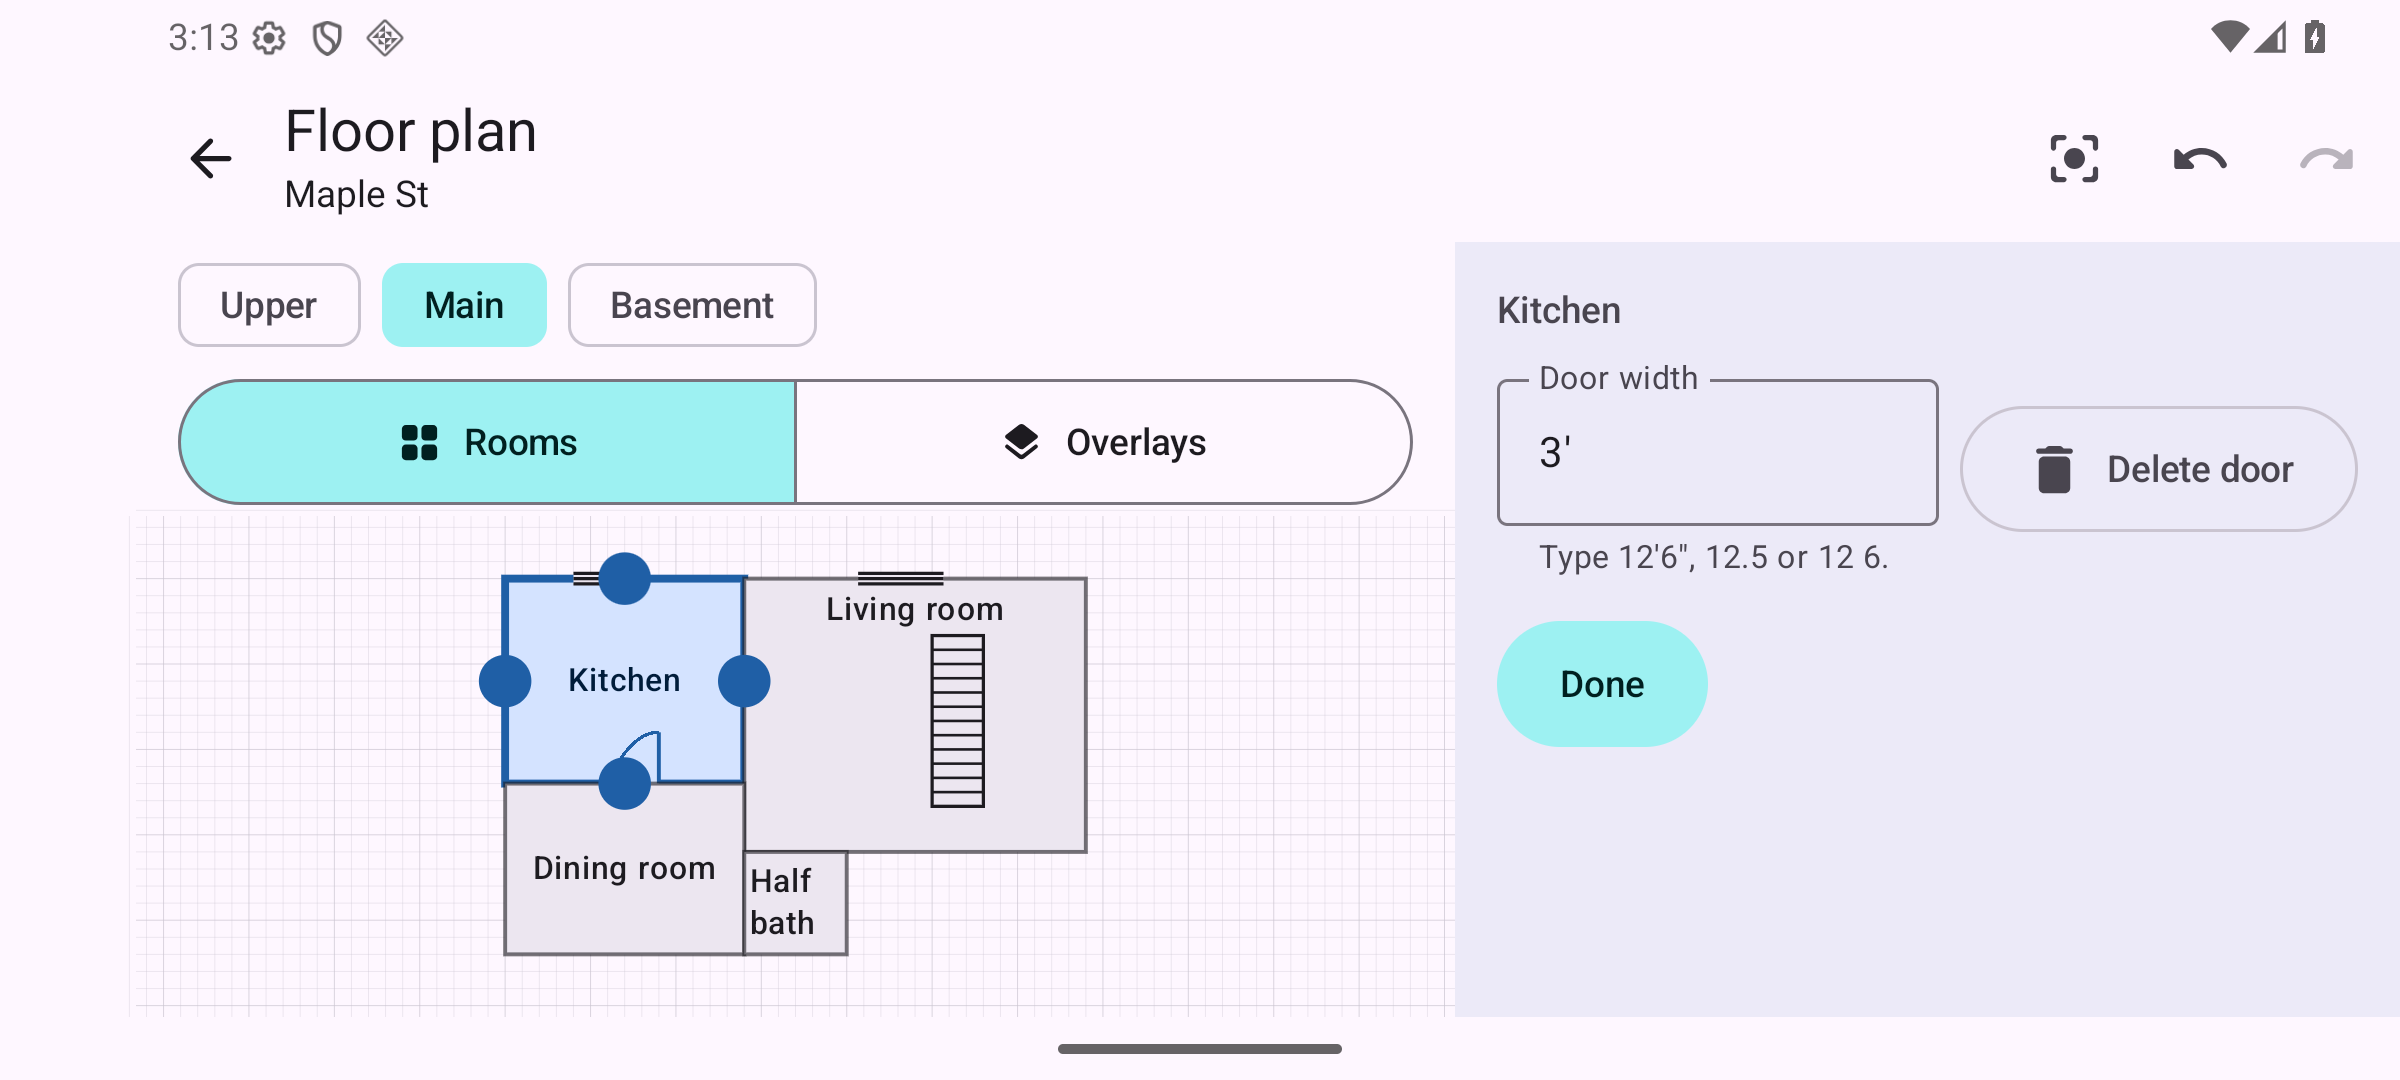 3:13
Floor plan
Maple St
Upper
Main
Basement
Rooms
Overlays
Kitchen
Living room
Dining room
Half
bath
Kitchen
Door width
3'
Delete door
Type 12'6", 12.5 or 12 6.
Done